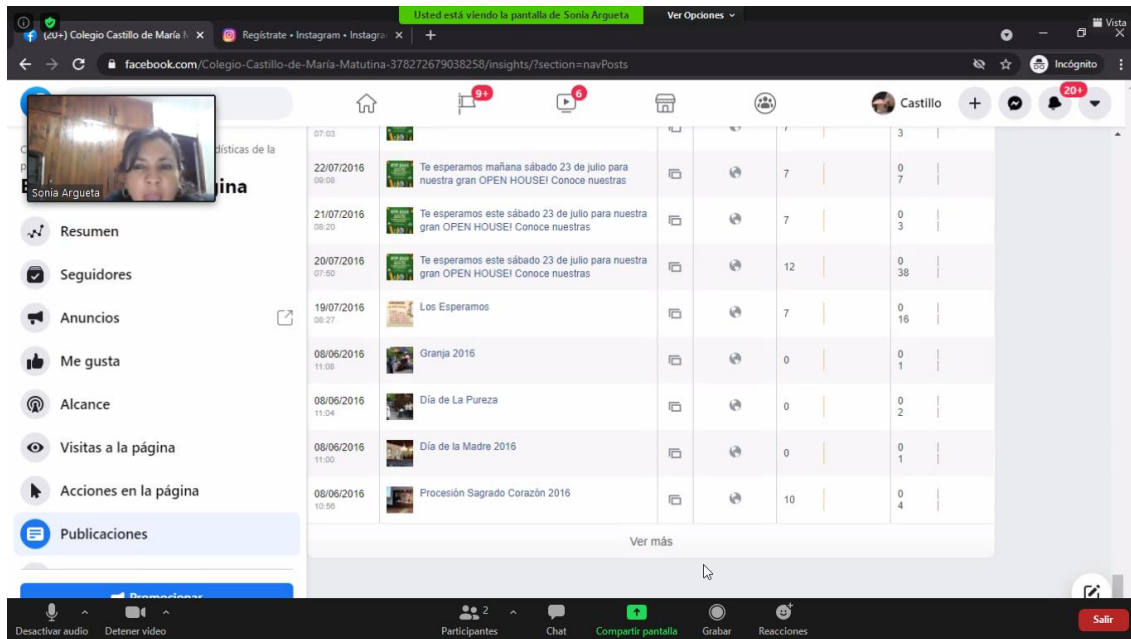 Usted está viendo la pantalla de Sonia Argueta
Ver Opciones
Vista
(20+) Colegio Castillo de María
Regístrate • Instagram • Instagra
facebook.com/Colegio-Castillo-de-María-Matutina-378272679038258/insights/?section=navPosts
Incógnito
9+
6
Castillo
20+
dísticas de la
ina
Sonia Argueta
Resumen
Seguidores
Anuncios
Me gusta
Alcance
Visitas a la página
Acciones en la página
Publicaciones
Promocionar
07:03
7
3
22/07/2016
09:08
Te esperamos mañana sábado 23 de julio para
nuestra gran OPEN HOUSE! Conoce nuestras
7
0
7
21/07/2016
08:20
Te esperamos este sábado 23 de julio para nuestra
gran OPEN HOUSE! Conoce nuestras
7
0
3
20/07/2016
07:50
Te esperamos este sábado 23 de julio para nuestra
gran OPEN HOUSE! Conoce nuestras
12
0
38
19/07/2016
08:27
Los Esperamos
7
0
16
08/06/2016
11:08
Granja 2016
0
0
1
08/06/2016
11:04
Día de La Pureza
0
0
2
08/06/2016
11:00
Día de la Madre 2016
0
0
1
08/06/2016
10:56
Procesión Sagrado Corazón 2016
10
0
4
Ver más
Desactivar audio
Detener video
2
Participantes
Chat
Compartir pantalla
Grabar
Reacciones
Salir